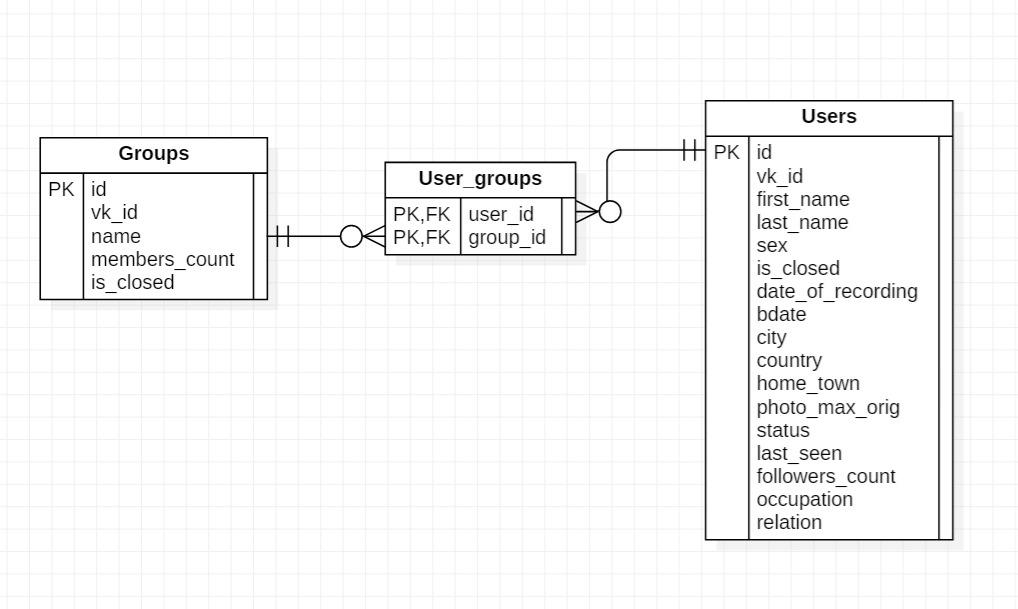 Groups
PK id
vk_id
name
members_count
is_closed
User_groups
PK,FK user_id
PK,FK group_id
Users
PK id
vk_id
first_name
last_name
sex
is_closed
date_of_recording
bdate
city
country
home_town
photo_max_orig
status
last_seen
followers_count
occupation
relation